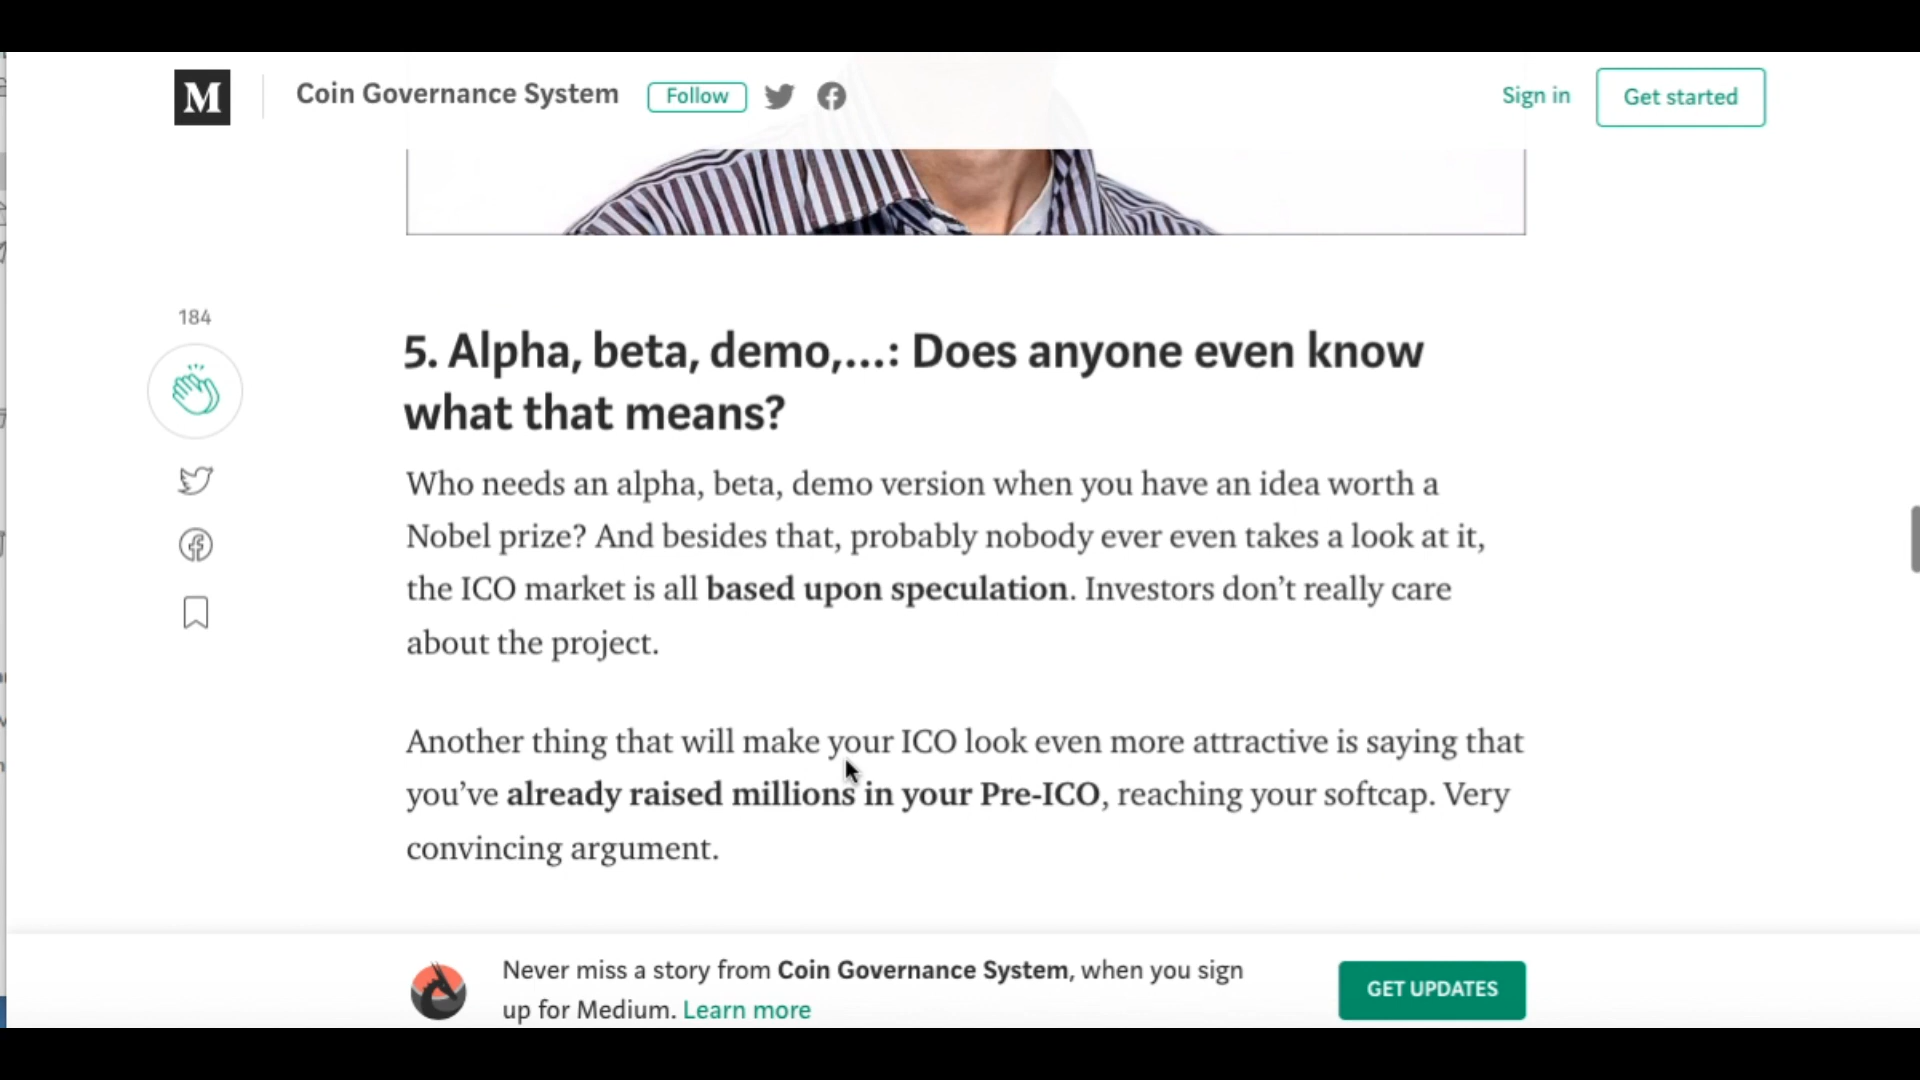 M
Coin Governance System
Follow
Sign in
Get started
184
5. Alpha, beta, demo,...: Does anyone even know
what that means?
Who needs an alpha, beta, demo version when you have an idea worth a
Nobel prize? And besides that, probably nobody ever even takes a look at it,
the ICO market is all based upon speculation. Investors don’t really care
about the project.
Another thing that will make your ICO look even more attractive is saying that
you’ve already raised millions in your Pre-ICO, reaching your softcap. Very
convincing argument.
Never miss a story from Coin Governance System, when you sign
up for Medium. Learn more
GET UPDATES